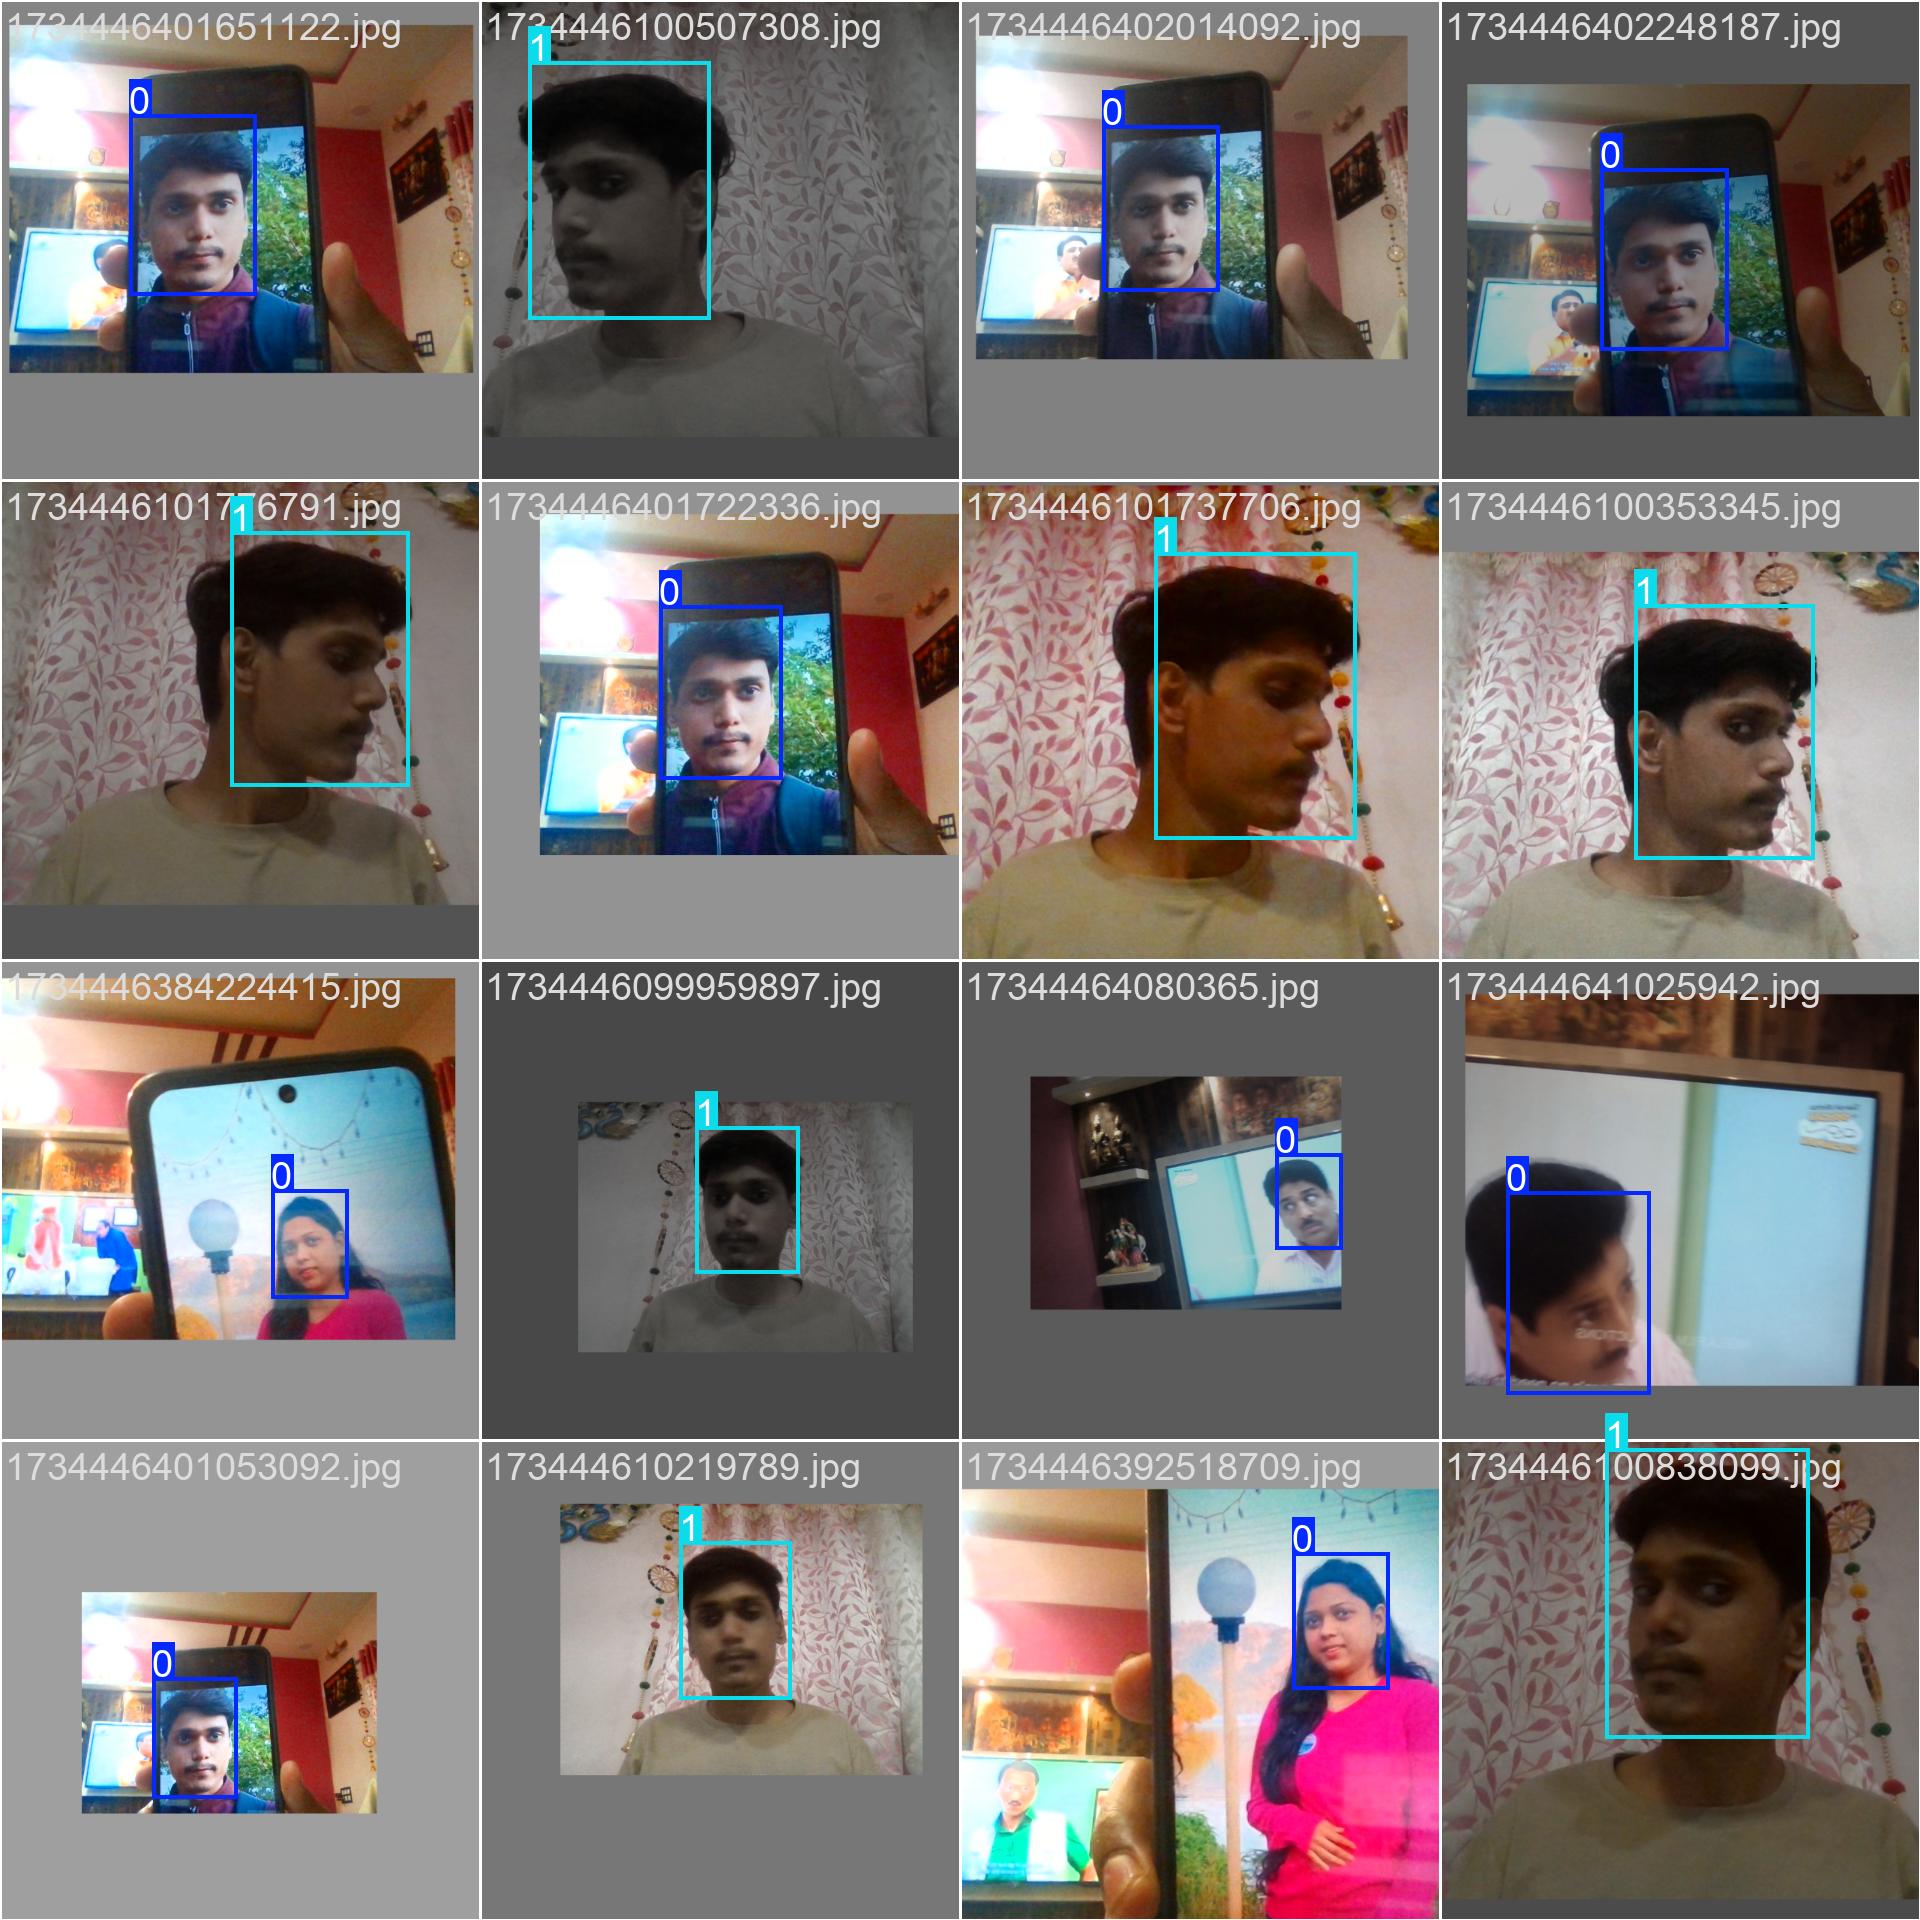 1734446401651122.jpg
1734446100507308.jpg
1734446402014092.jpg
1734446402248187.jpg
0
1
0
0
1734446101776791.jpg
1734446401722336.jpg
1734446101737706.jpg
1734446100353345.jpg
1
0
1
1
1734446384224415.jpg
1734446099959897.jpg
17344464080365.jpg
173444641025942.jpg
0
1
0
0
1734446401053092.jpg
173444610219789.jpg
1734446392518709.jpg
1734446100838099.jpg
0
1
0
1